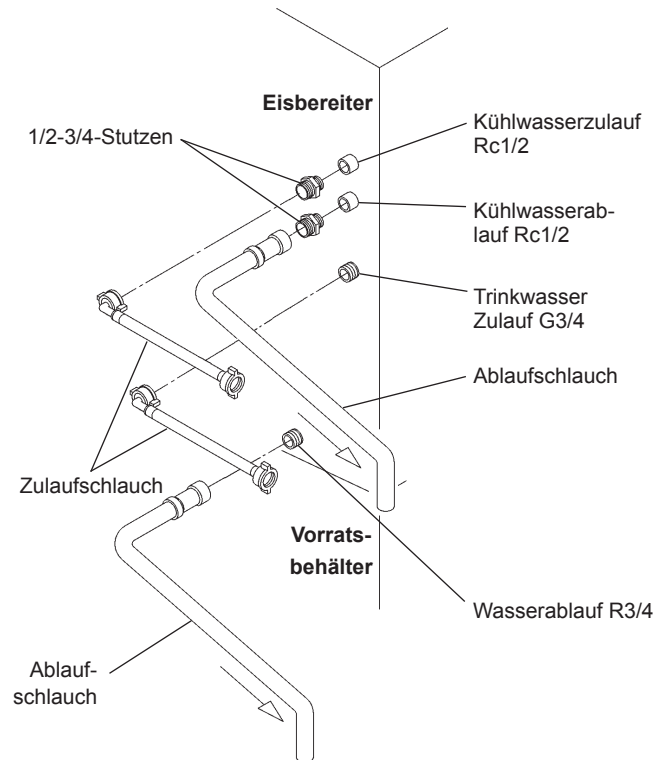 Eisbereiter
1/2-3/4-Stutzen
Kühlwasserzulauf
Rc1/2
Kühlwasserab-
lauf Rc1/2
Trinkwasser
Zulauf G3/4
Ablaufschlauch
Zulaufschlauch
Vorrats-
behälter
Wasserablauf R3/4
Ablauf-
schlauch